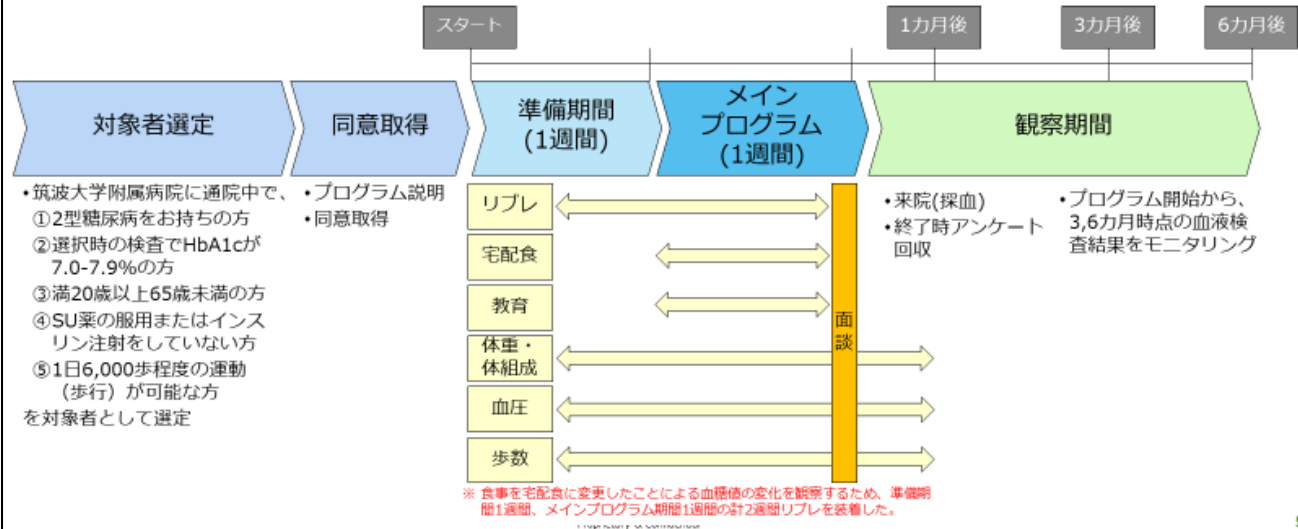 スタート
1カ月後
3カ月後
6カ月後
対象者選定
同意取得
準備期間
(1週間)
メイン
プログラム
(1週間)
観察期間
•筑波大学附属病院に通院中で、
①2型糖尿病をお持ちの方
②選択時の検査でHbA1cが
7.0-7.9%の方
③満20歳以上65歳未満の方
④SU薬の服用またはインス
リン注射をしていない方
⑤1日6,000歩程度の運動
（歩行）が可能な方
を対象者として選定
•プログラム説明
•同意取得
リブレ
宅配食
教育
体重・
体組成
血圧
歩数
面
談
•来院(採血)
•終了時アンケート
回収
•プログラム開始から、
3,6カ月時点の血液検
査結果をモニタリング
※ 食事を宅配食に変更したことによる血糖値の変化を観察するため、準備期
間1週間、メインプログラム期間1週間の計2週間リブレを装着した。